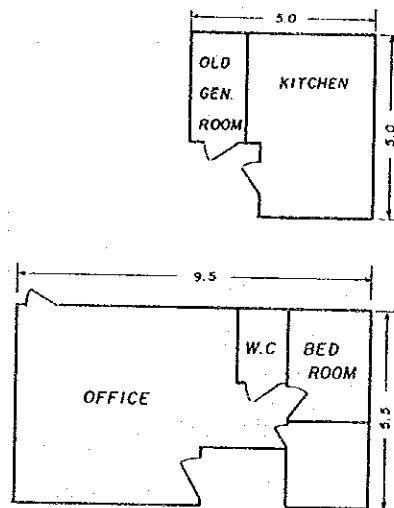 5.0
OLD
GEN.
ROOM
KITCHEN
5.0
9.5
W.C
BED
ROOM
OFFICE
5.5